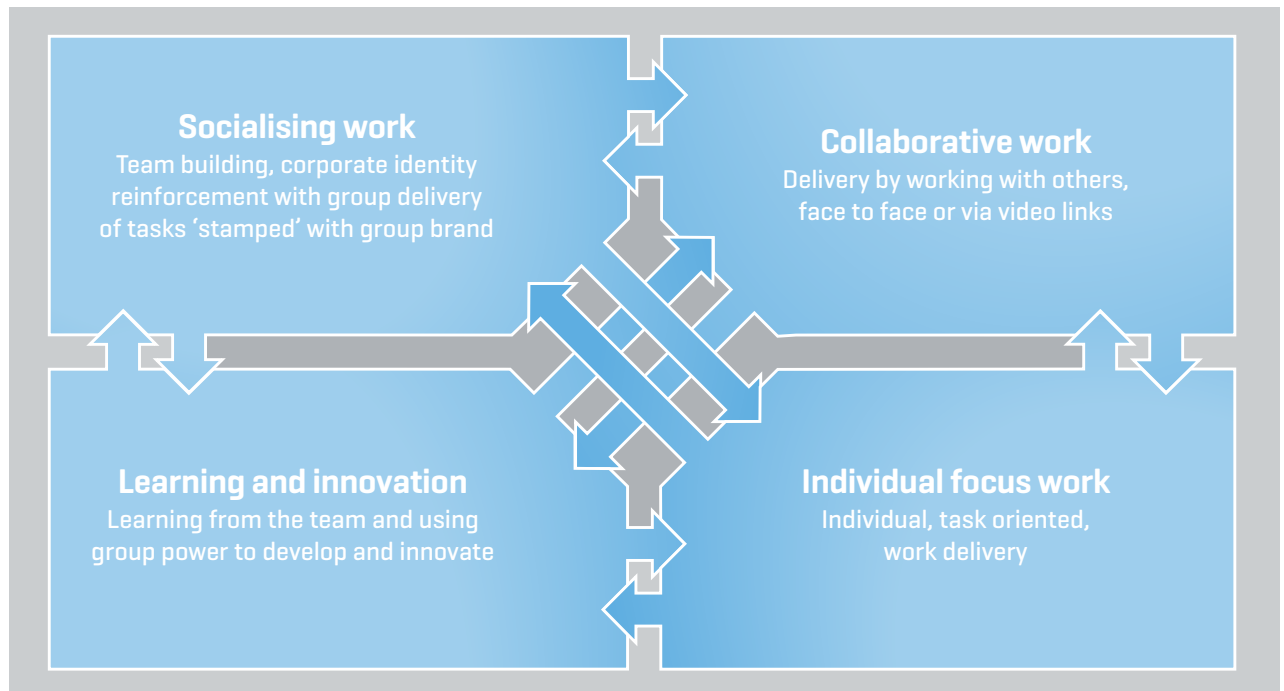 Socialising work
Team building, corporate identity
reinforcement with group delivery
of tasks ‘stamped’ with group brand
Collaborative work
Delivery by working with others,
face to face or via video links
Learning and innovation
Learning from the team and using
group power to develop and innovate
Individual focus work
Individual, task oriented,
work delivery